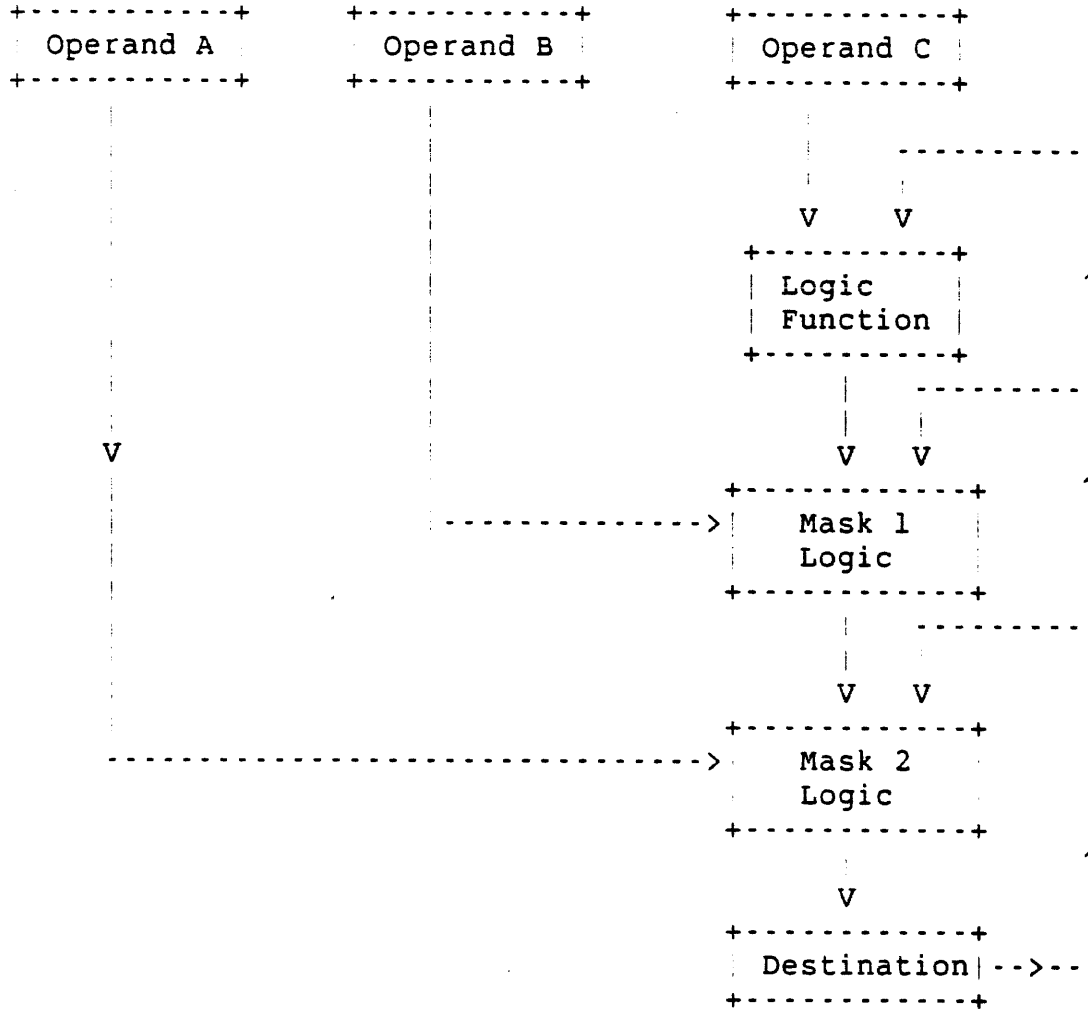 Operand A
Operand B
Operand C
V V
Logic
Function
V
V V
Mask 1
Logic
V V
Mask 2
Logic
V
Destination